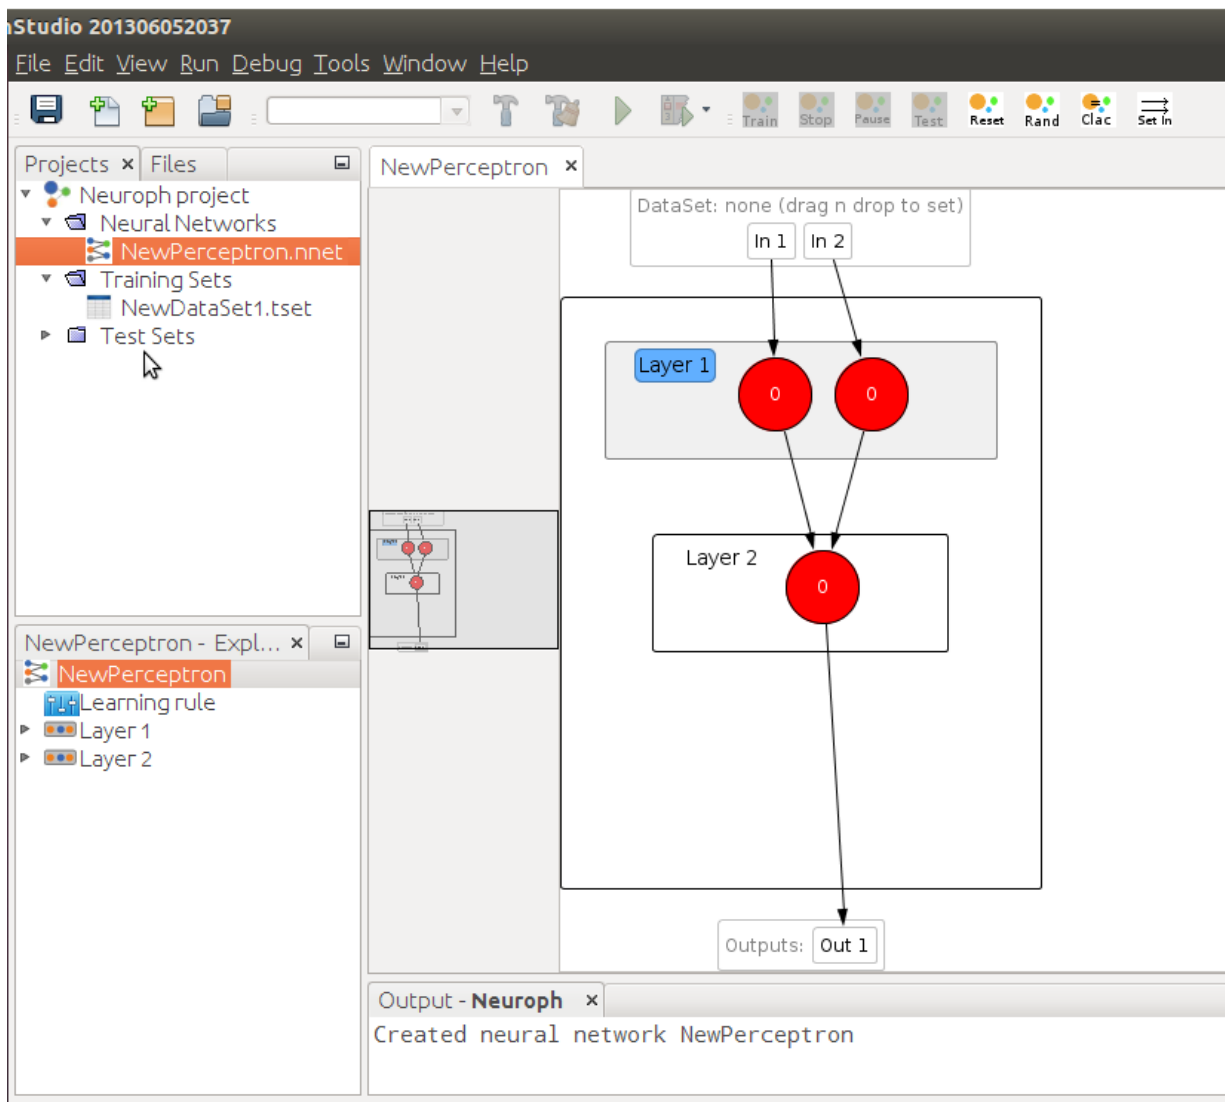 nStudio 201306052037
File Edit View Run Debug Tools Window Help
Train Stop Pause Test Reset Rand Clac Set In
Projects Files
Neuroph project
Neural Networks
NewPerceptron.nnet
Training Sets
NewDataSet1.tset
Test Sets
NewPerceptron - Expl...
NewPerceptron
Learning rule
Layer 1
Layer 2
NewPerceptron
DataSet: none (drag n drop to set)
In 1 In 2
Layer 1 0 0
Layer 2 0
Outputs: Out 1
Output - Neuroph
Created neural network NewPerceptron